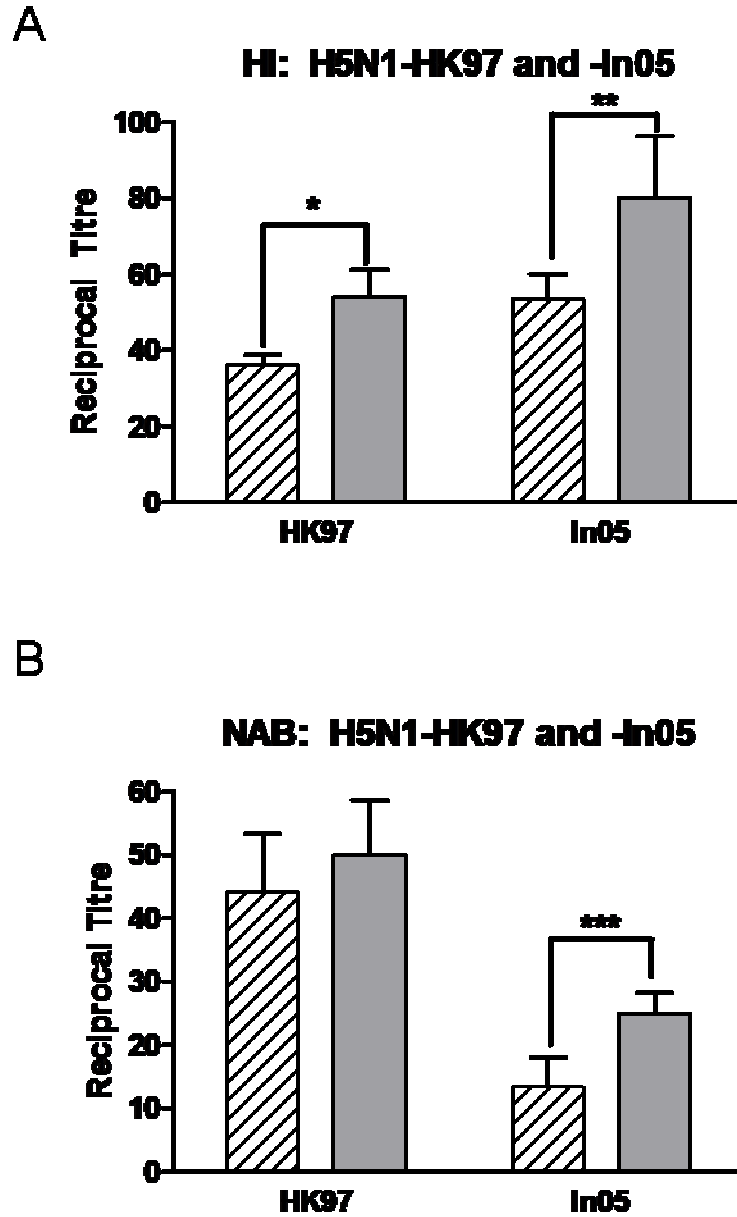 A
HI: H5N1-HK97 and -In05
**
100
80
*
60
40
20
0
Reciprocal Titre
HK97 In05
B
NAB: H5N1-HK97 and -In05
60
50
40
***
30
20
10
0
Reciprocal Titre
HK97 In05